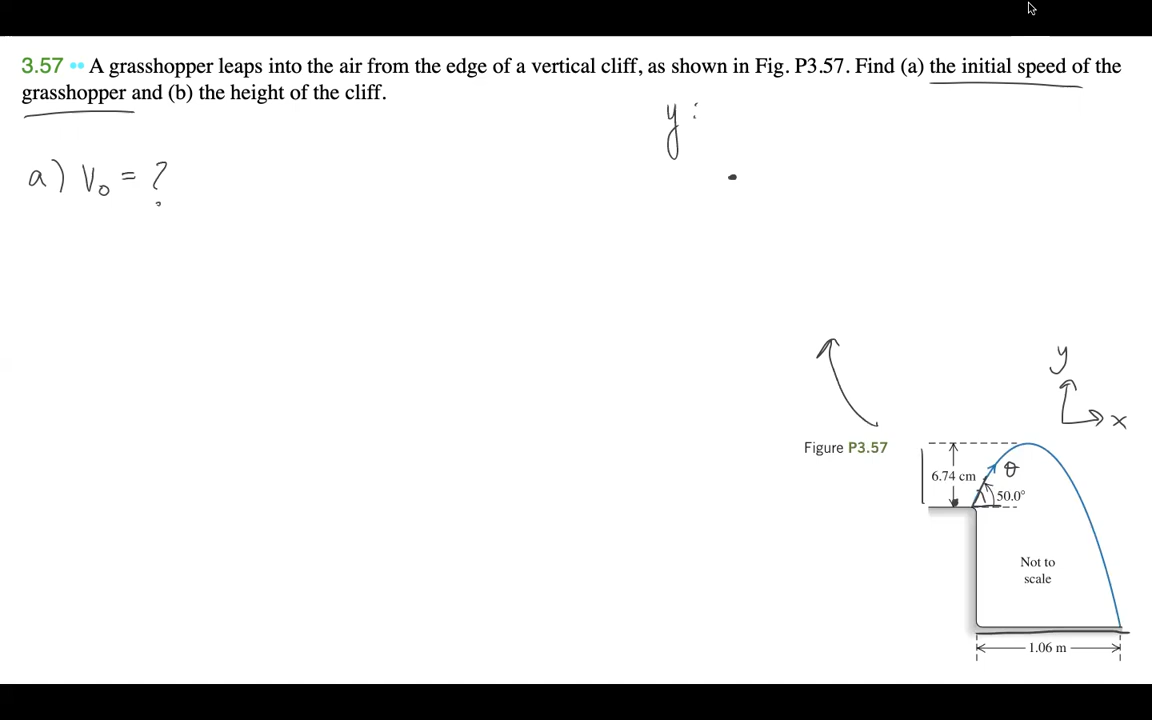 3.57 •• A grasshopper leaps into the air from the edge of a vertical cliff, as shown in Fig. P3.57. Find (a) the initial speed of the
grasshopper and (b) the height of the cliff.
y:
a) v₀ = ?
y
x
Figure P3.57
6.74 cm
θ
50.0°
Not to
scale
1.06 m